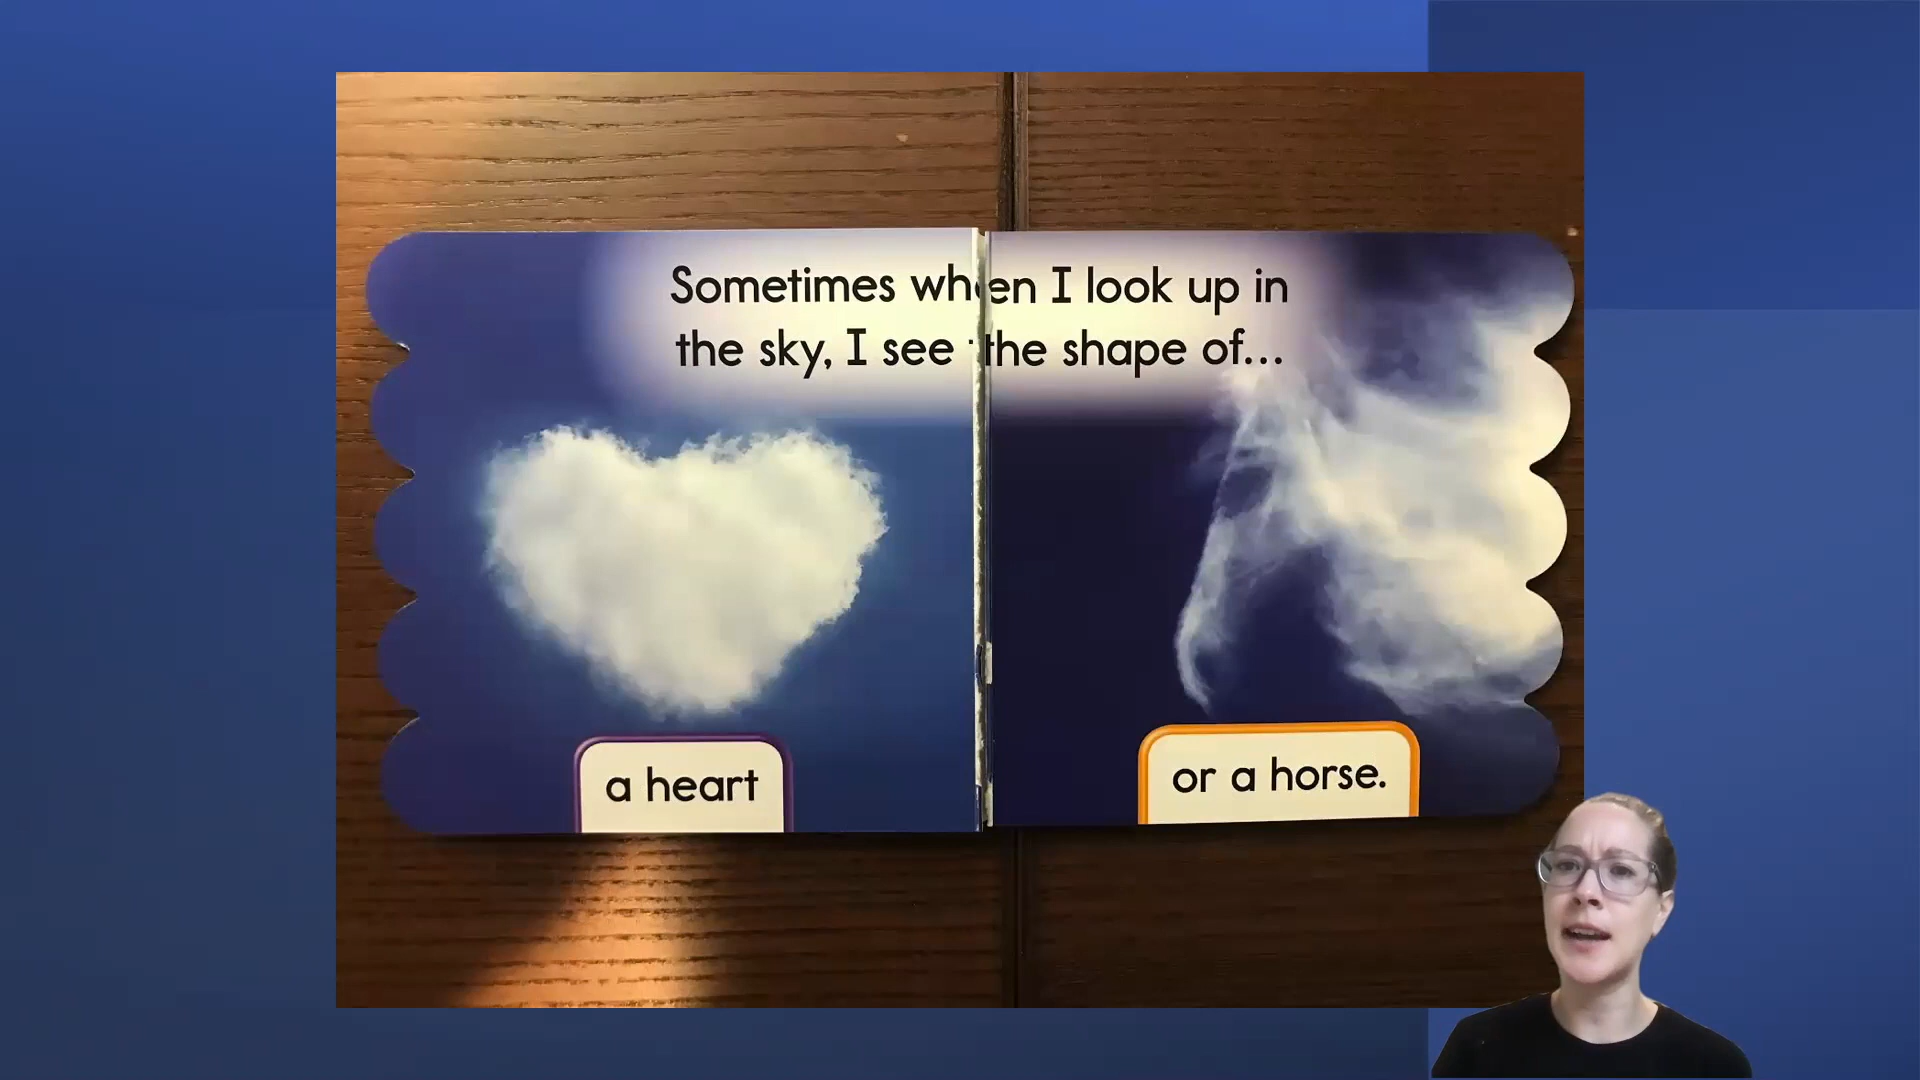 Sometimes when I look up in
the sky, I see the shape of...
a heart
or a horse.